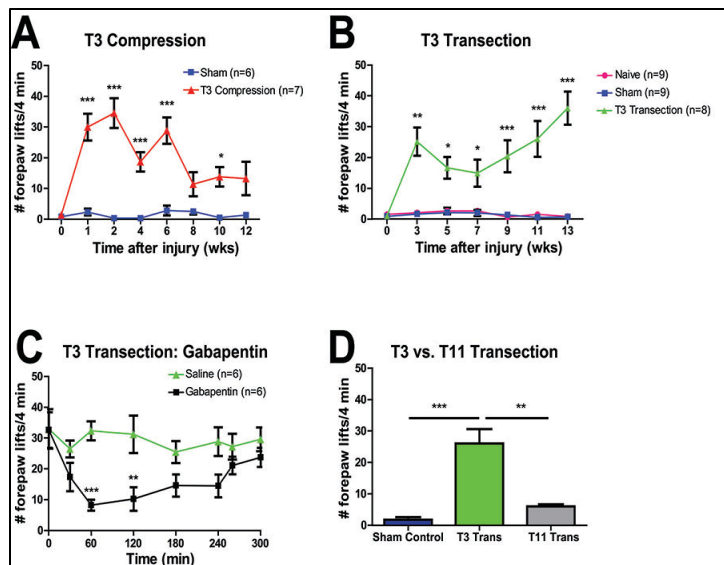 A
T3 Compression
Sham (n=6)
T3 Compression (n=7)
# forepaw lifts/4 min
50
40
30
20
10
0
***
***
***
***
*
0 1 2 4 6 8 10 12
Time after injury (wks)
B
T3 Transection
Naive (n=9)
Sham (n=9)
T3 Transection (n=8)
# forepaw lifts/4 min
50
40
30
20
10
0
**
*
*
***
***
***
0 3 5 7 9 11 13
Time after injury (wks)
C
T3 Transection: Gabapentin
Saline (n=6)
Gabapentin (n=6)
# forepaw lifts/4 min
50
40
30
20
10
0
***
**
0 60 120 180 240 300
Time (min)
D
T3 vs. T11 Transection
# forepaw lifts/4 min
50
40
30
20
10
0
***
**
Sham Control T3 Trans T11 Trans